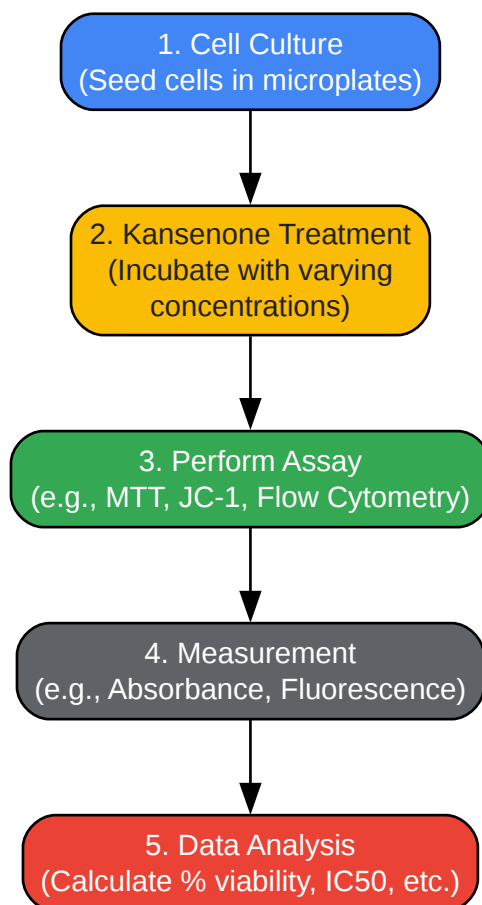 1. Cell Culture
(Seed cells in microplates)
2. Kansenone Treatment
(Incubate with varying
concentrations)
3. Perform Assay
(e.g., MTT, JC-1, Flow Cytometry)
4. Measurement
(e.g., Absorbance, Fluorescence)
5. Data Analysis
(Calculate % viability, IC50, etc.)